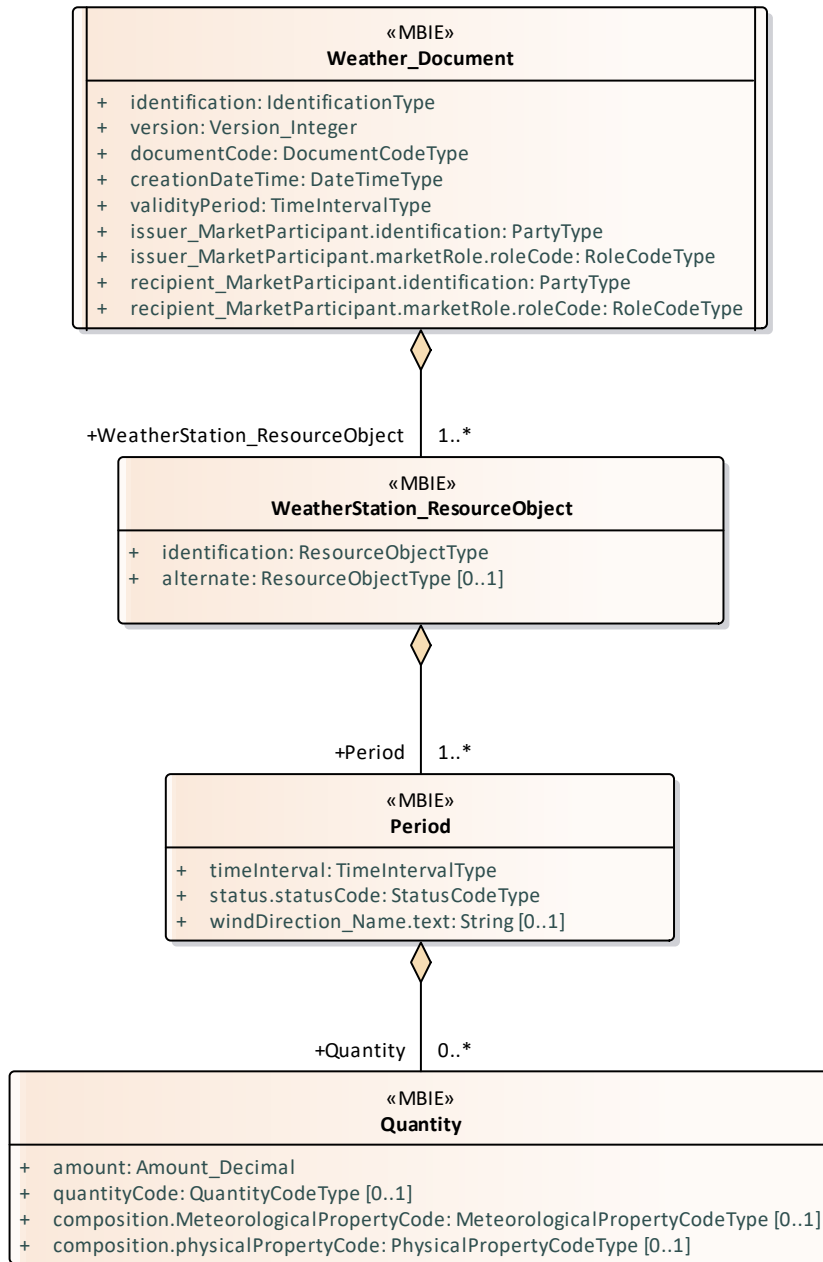 «MBIE»
Weather_Document
+ identification: IdentificationType
+ version: Version_Integer
+ documentCode: DocumentCodeType
+ creationDateTime: DateTimeType
+ validityPeriod: TimeIntervalType
+ issuer_MarketParticipant.identification: PartyType
+ issuer_MarketParticipant.marketRole.roleCode: RoleCodeType
+ recipient_MarketParticipant.identification: PartyType
+ recipient_MarketParticipant.marketRole.roleCode: RoleCodeType
+WeatherStation_ResourceObject 1..*
«MBIE»
WeatherStation_ResourceObject
+ identification: ResourceObjectType
+ alternate: ResourceObjectType [0..1]
+Period 1..*
«MBIE»
Period
+ timeInterval: TimeIntervalType
+ status.statusCode: StatusCodeType
+ windDirection_Name.text: String [0..1]
+Quantity 0..*
«MBIE»
Quantity
+ amount: Amount_Decimal
+ quantityCode: QuantityCodeType [0..1]
+ composition.MeteorologicalPropertyCode: MeteorologicalPropertyCodeType [0..1]
+ composition.physicalPropertyCode: PhysicalPropertyCodeType [0..1]